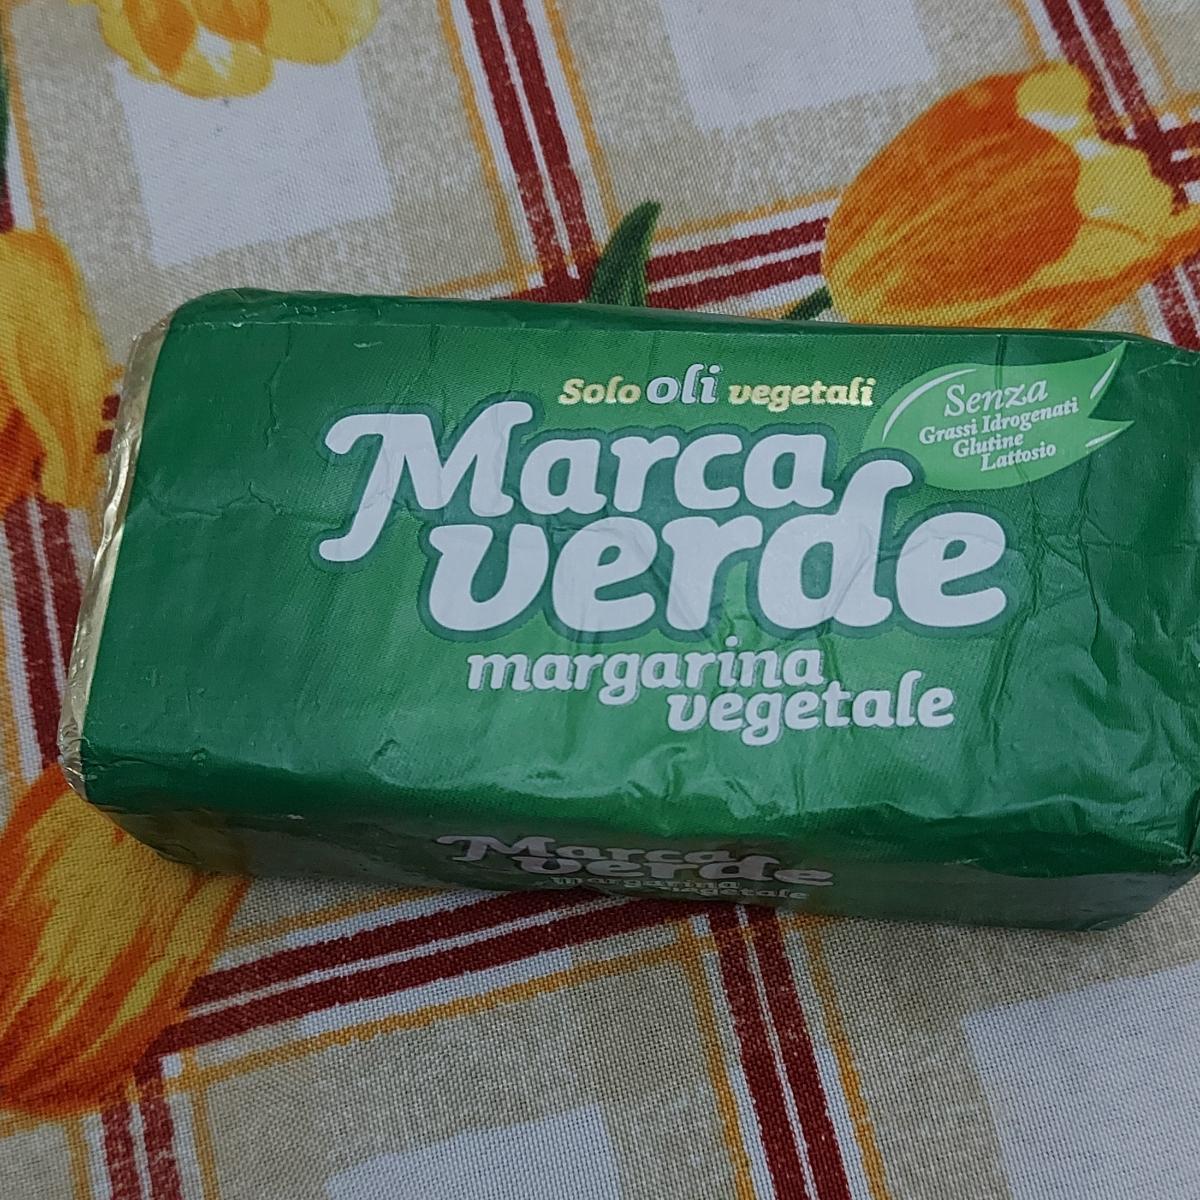 Solo oli vegetali
Senza
Grassi Idrogenati
Glutine
Lattosio
Marca
verde
margarina
vegetale
Marca
verde
margarina
vegetale